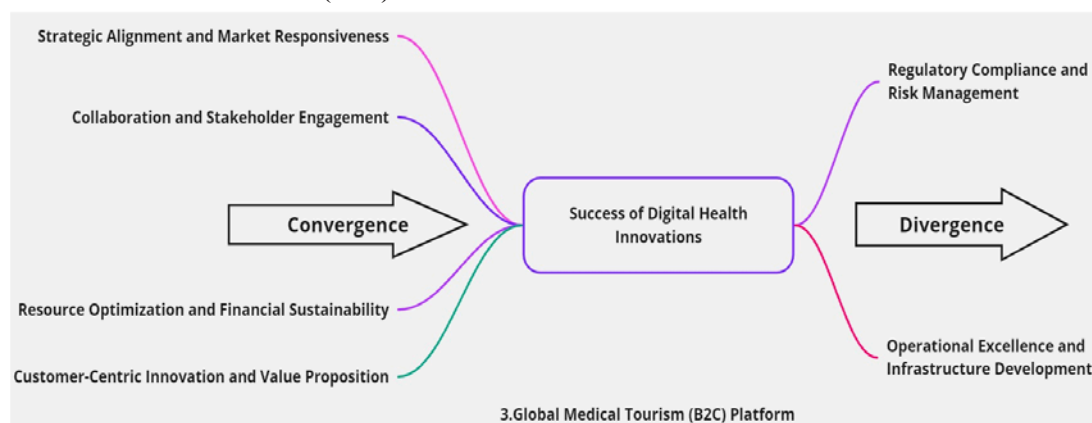 Strategic Alignment and Market Responsiveness
Collaboration and Stakeholder Engagement
Convergence
Resource Optimization and Financial Sustainability
Customer-Centric Innovation and Value Proposition
Success of Digital Health
Innovations
Regulatory Compliance and
Risk Management
Divergence
Operational Excellence and
Infrastructure Development
3.Global Medical Tourism (B2C) Platform